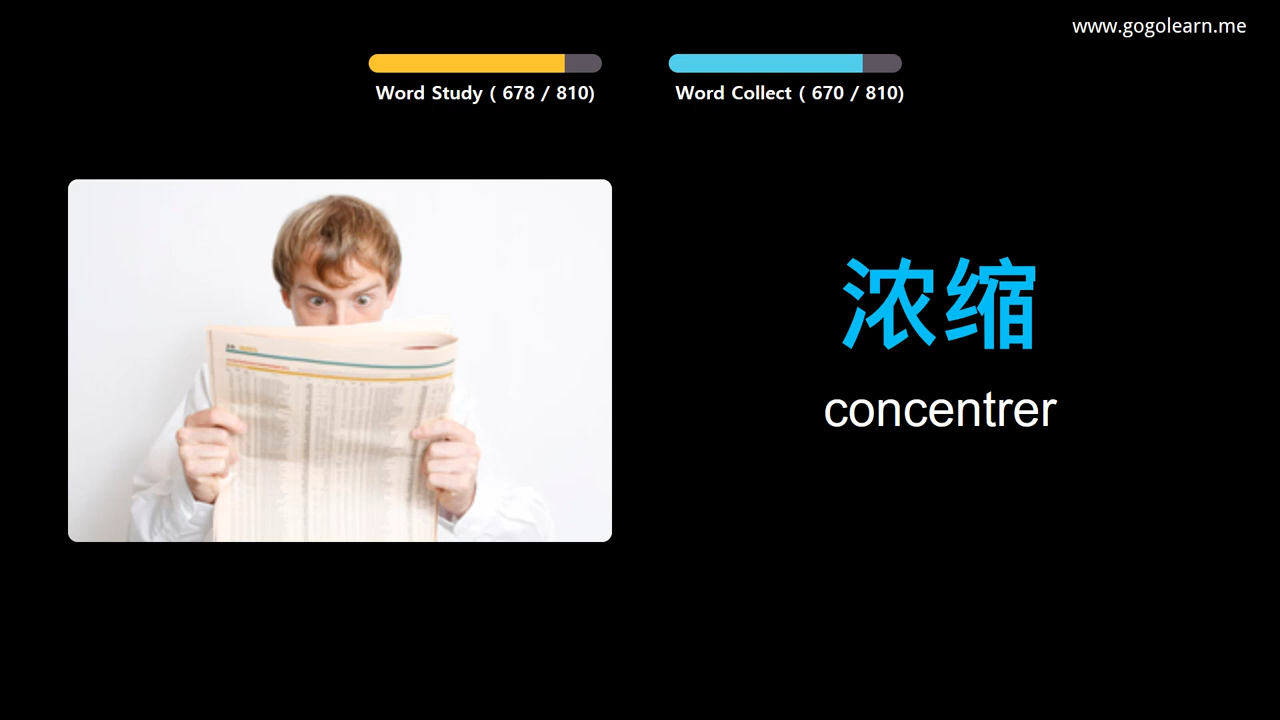 www.gogolearn.me
Word Study ( 678 / 810)
Word Collect ( 670 / 810)
浓缩
concentrer